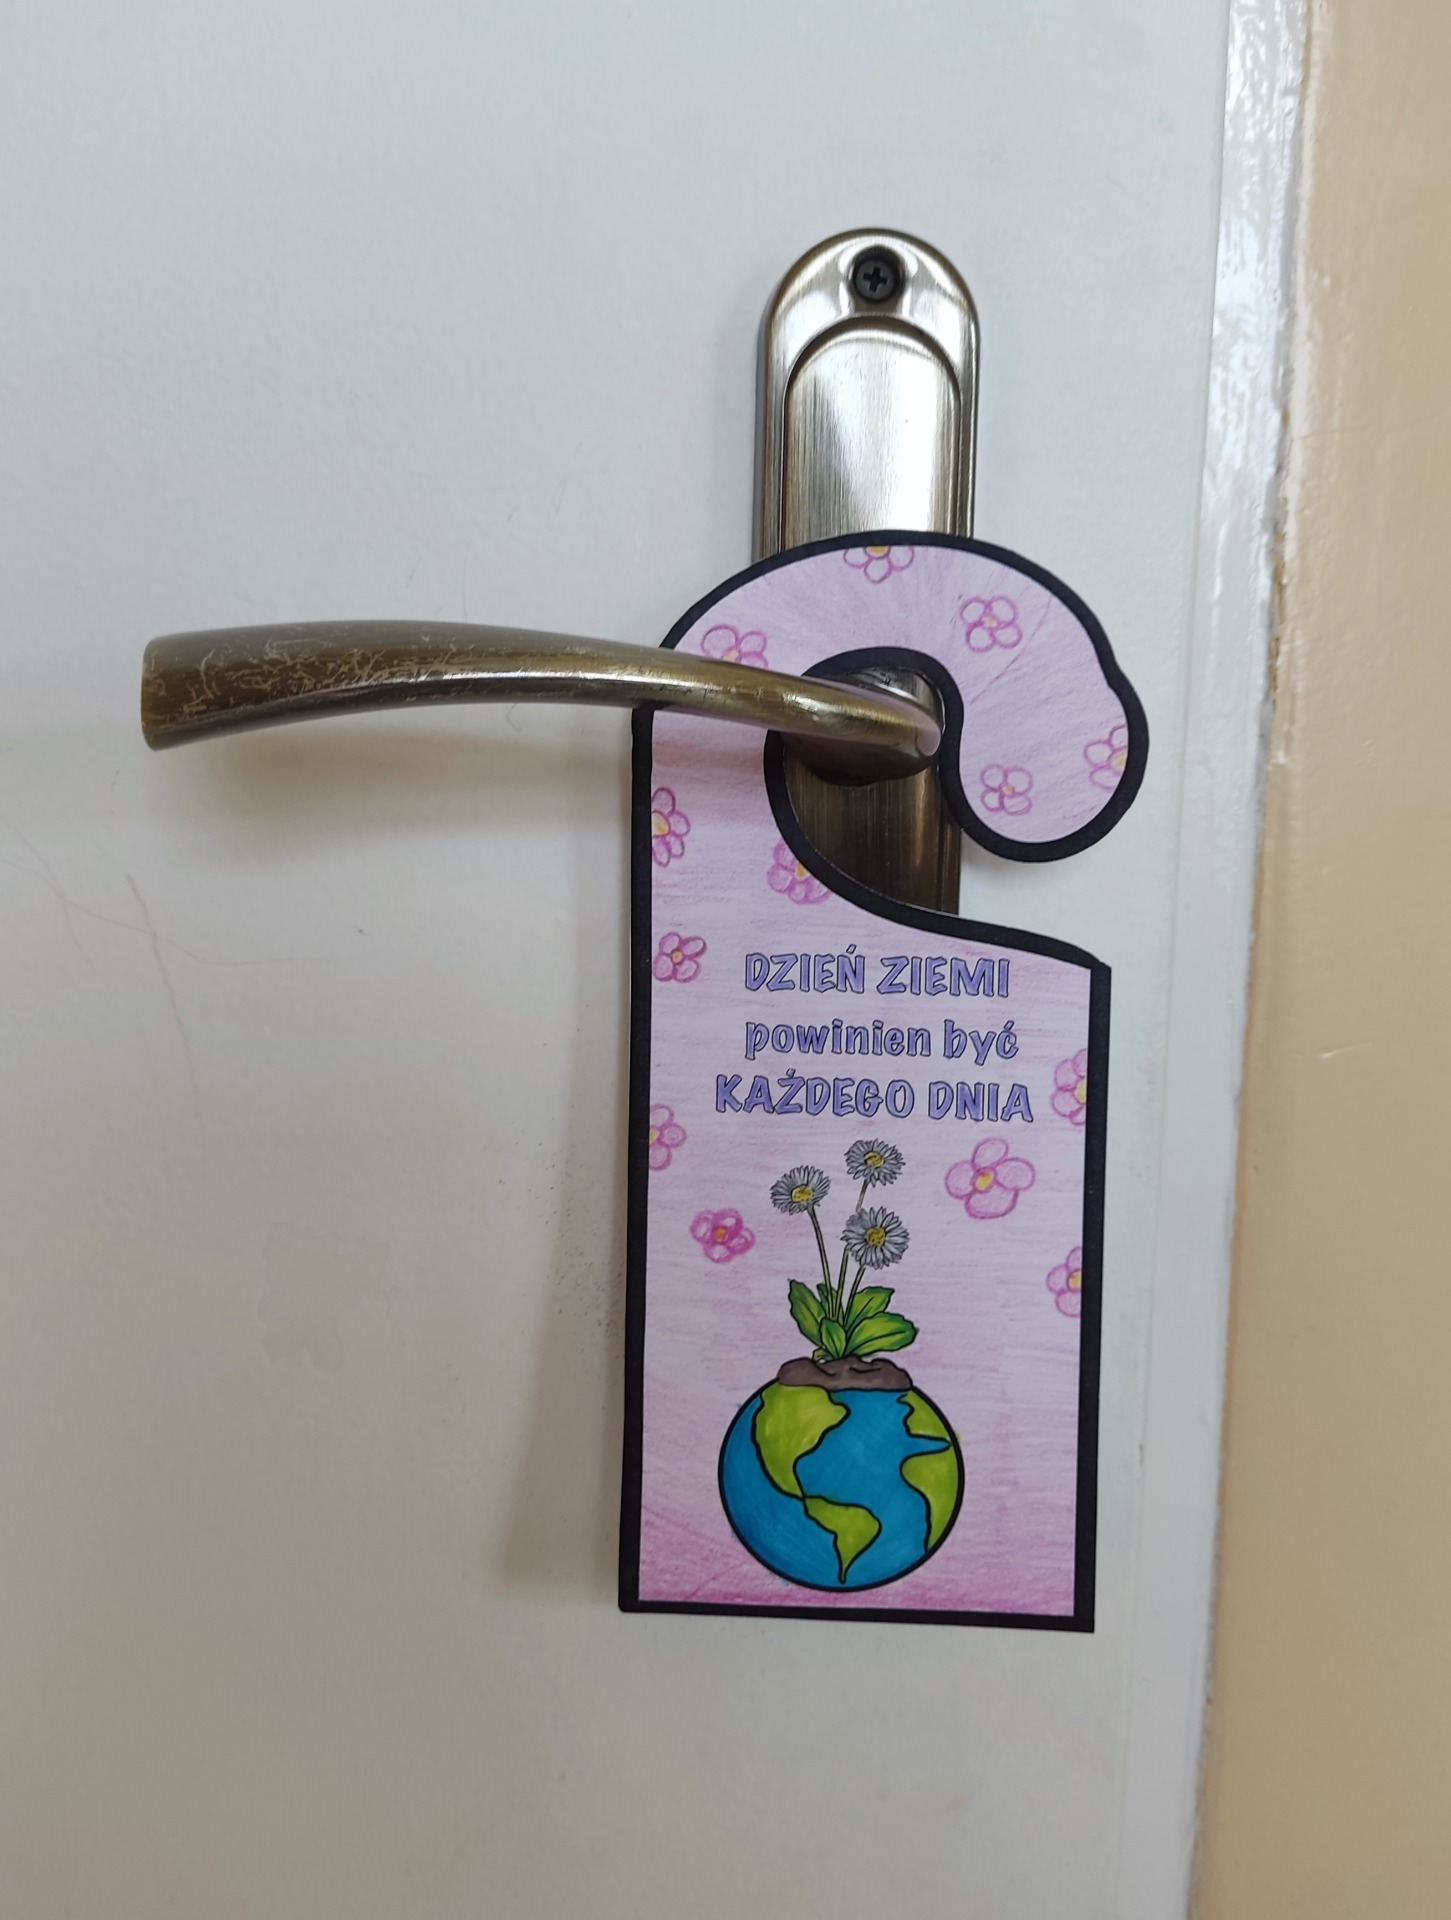 DZIEŃ ZIEMI
powinien być
KAŻDEGO DNIA